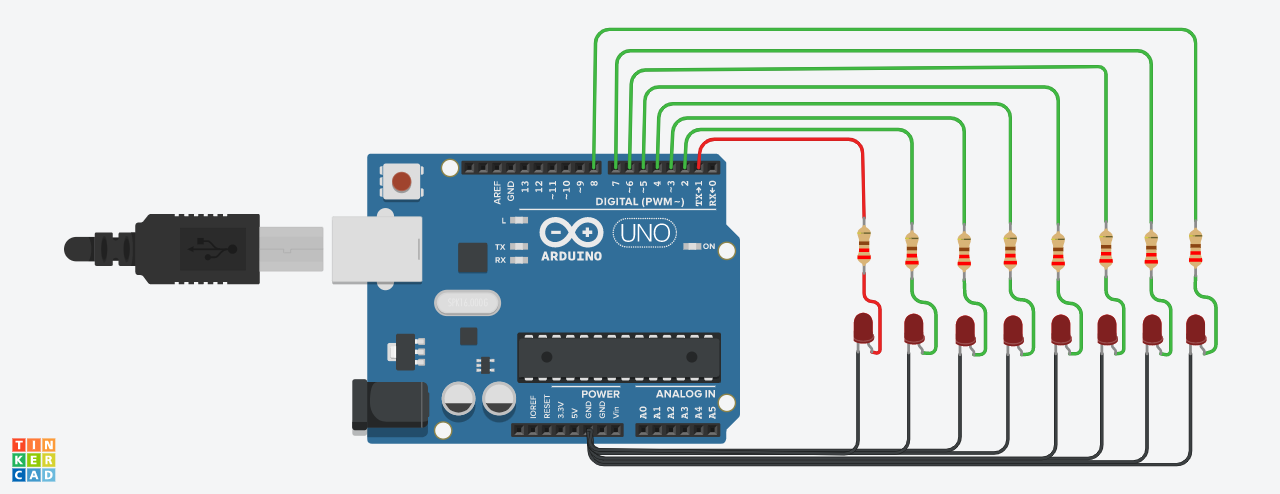 AREF
GND
13
12
~11
~10
~9
8
7
~6
~5
4
~3
2
TX→1
RX←0
DIGITAL (PWM~)
L
TX
RX
UNO
ON
ARDUINO
POWER
ANALOG IN
IOREF
RESET
3.3V
5V
GND
GND
Vin
A0
A1
A2
A3
A4
A5
TIN
KER
CAD